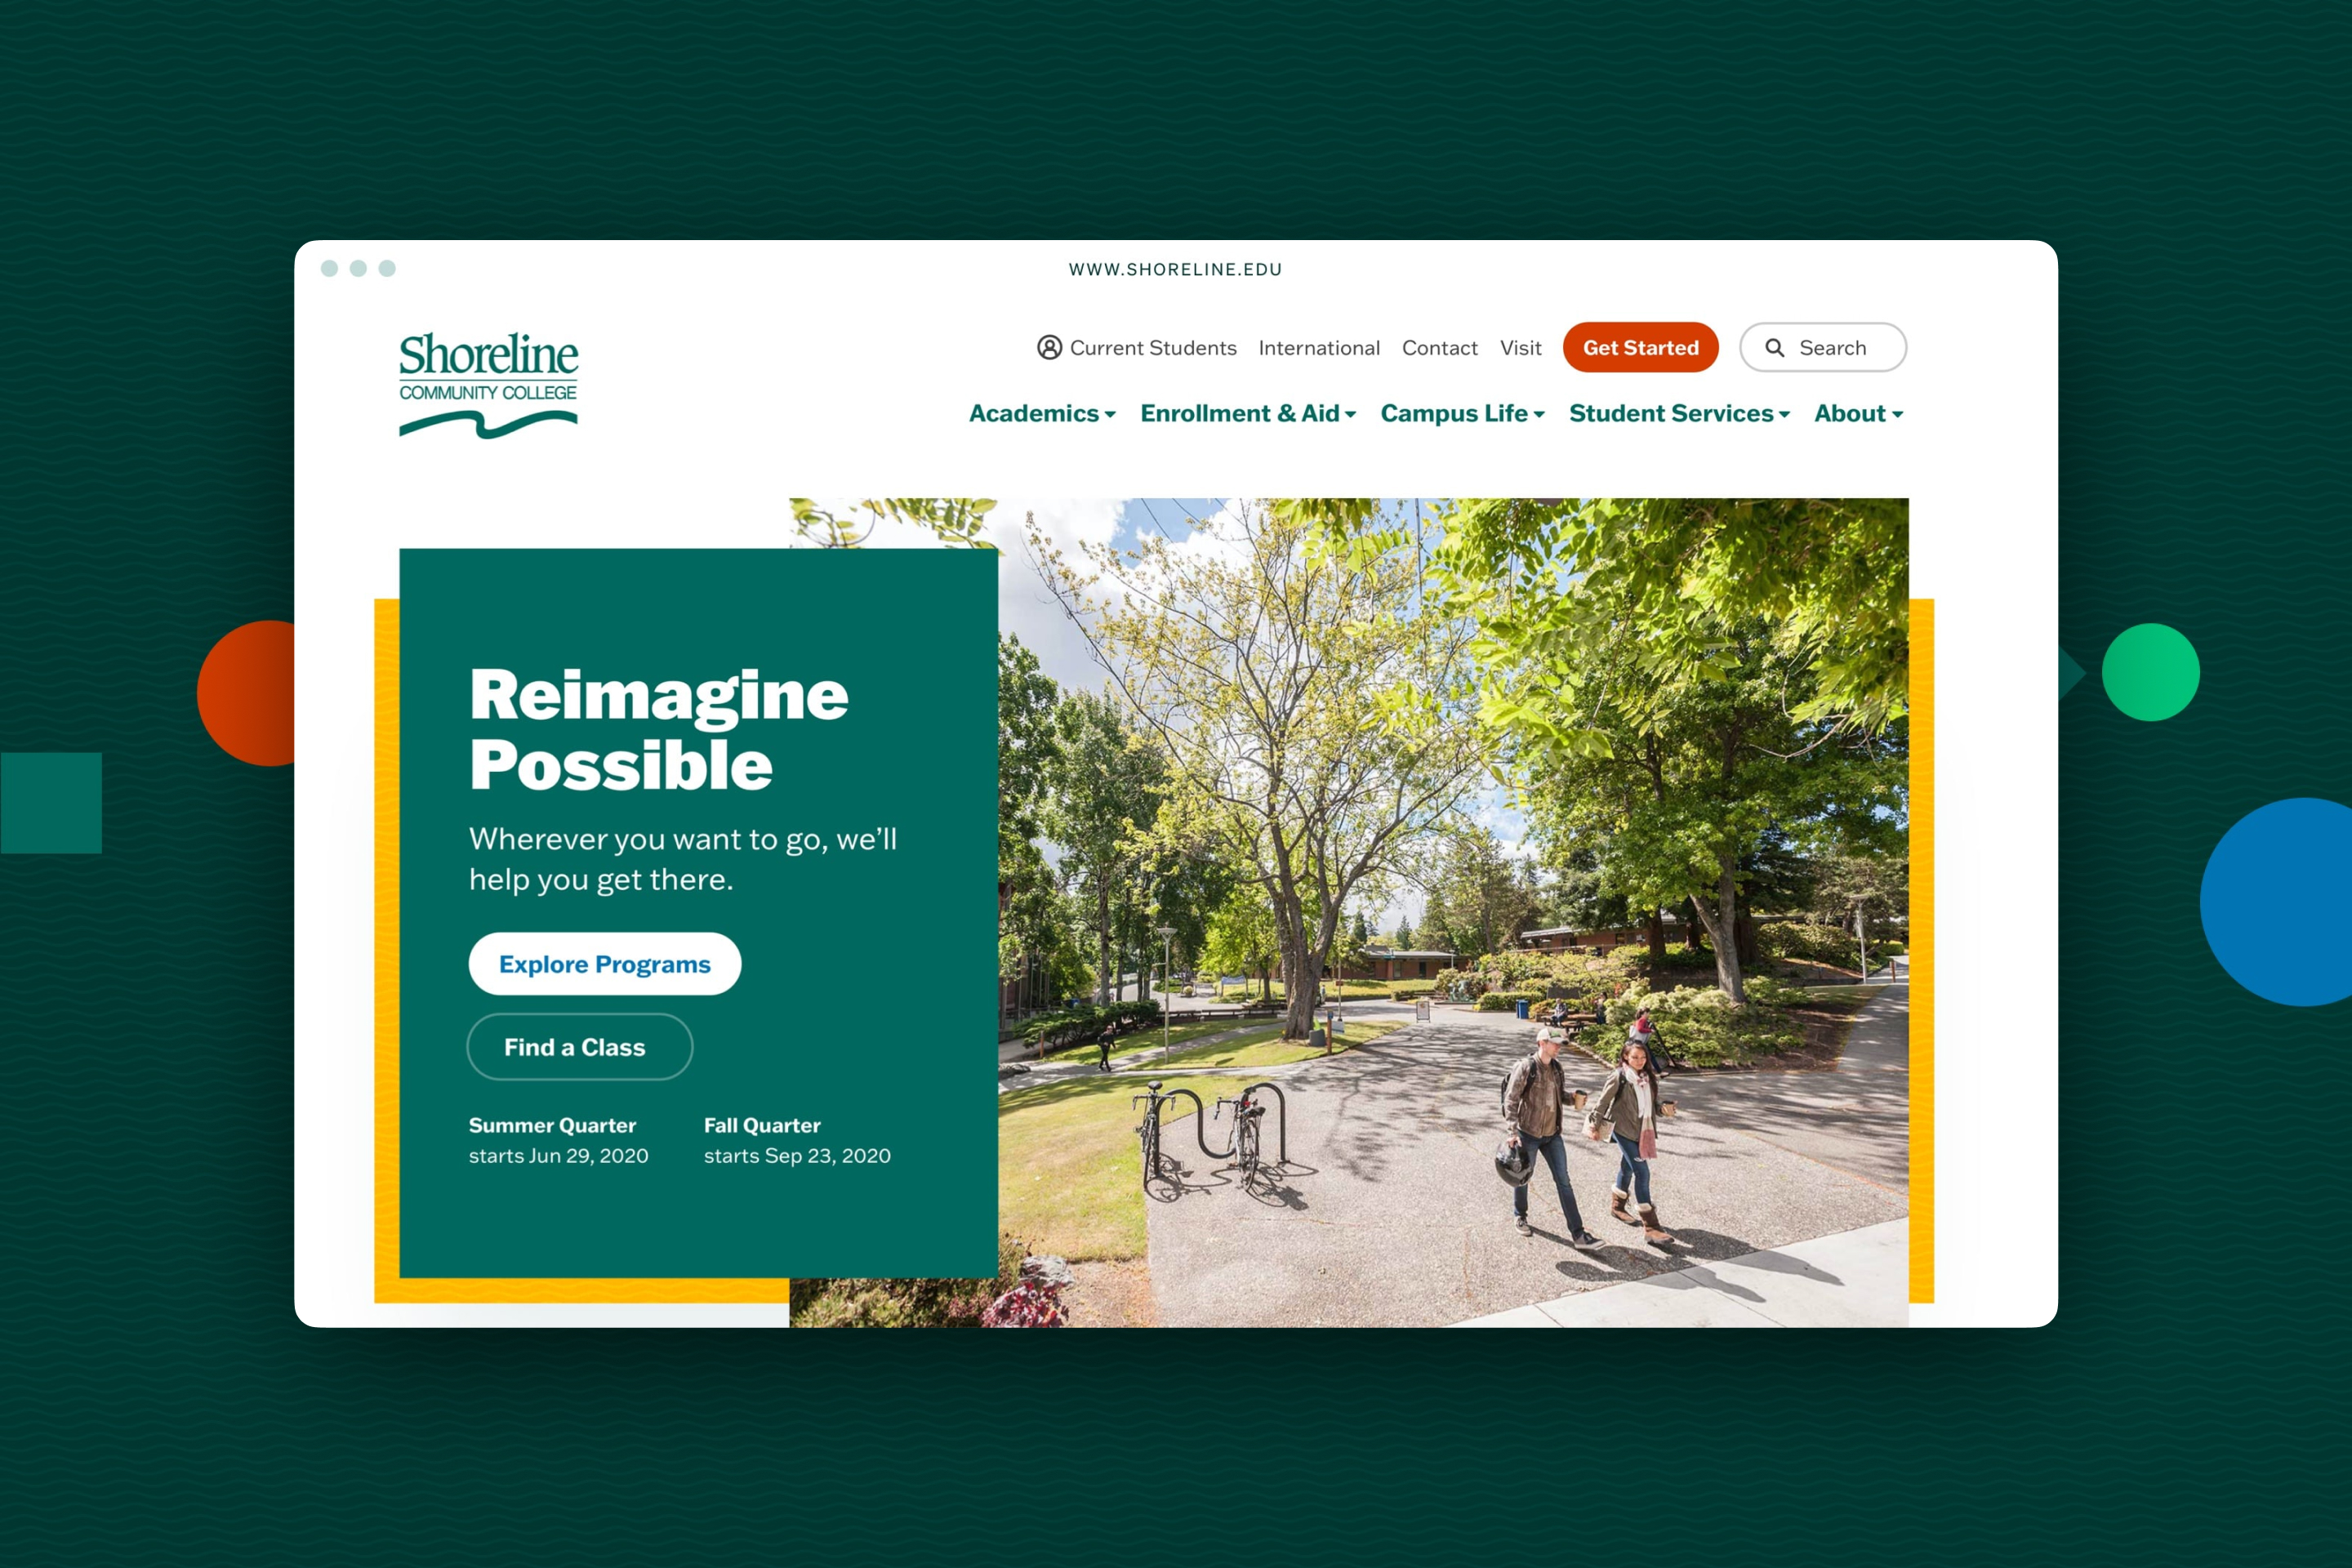 WWW.SHORELINE.EDU
Shoreline
COMMUNITY COLLEGE
Current Students International Contact Visit Get Started Search
Academics Enrollment & Aid Campus Life Student Services About
Reimagine
Possible
Wherever you want to go, we’ll
help you get there.
Explore Programs
Find a Class
Summer Quarter Fall Quarter
starts Jun 29, 2020 starts Sep 23, 2020